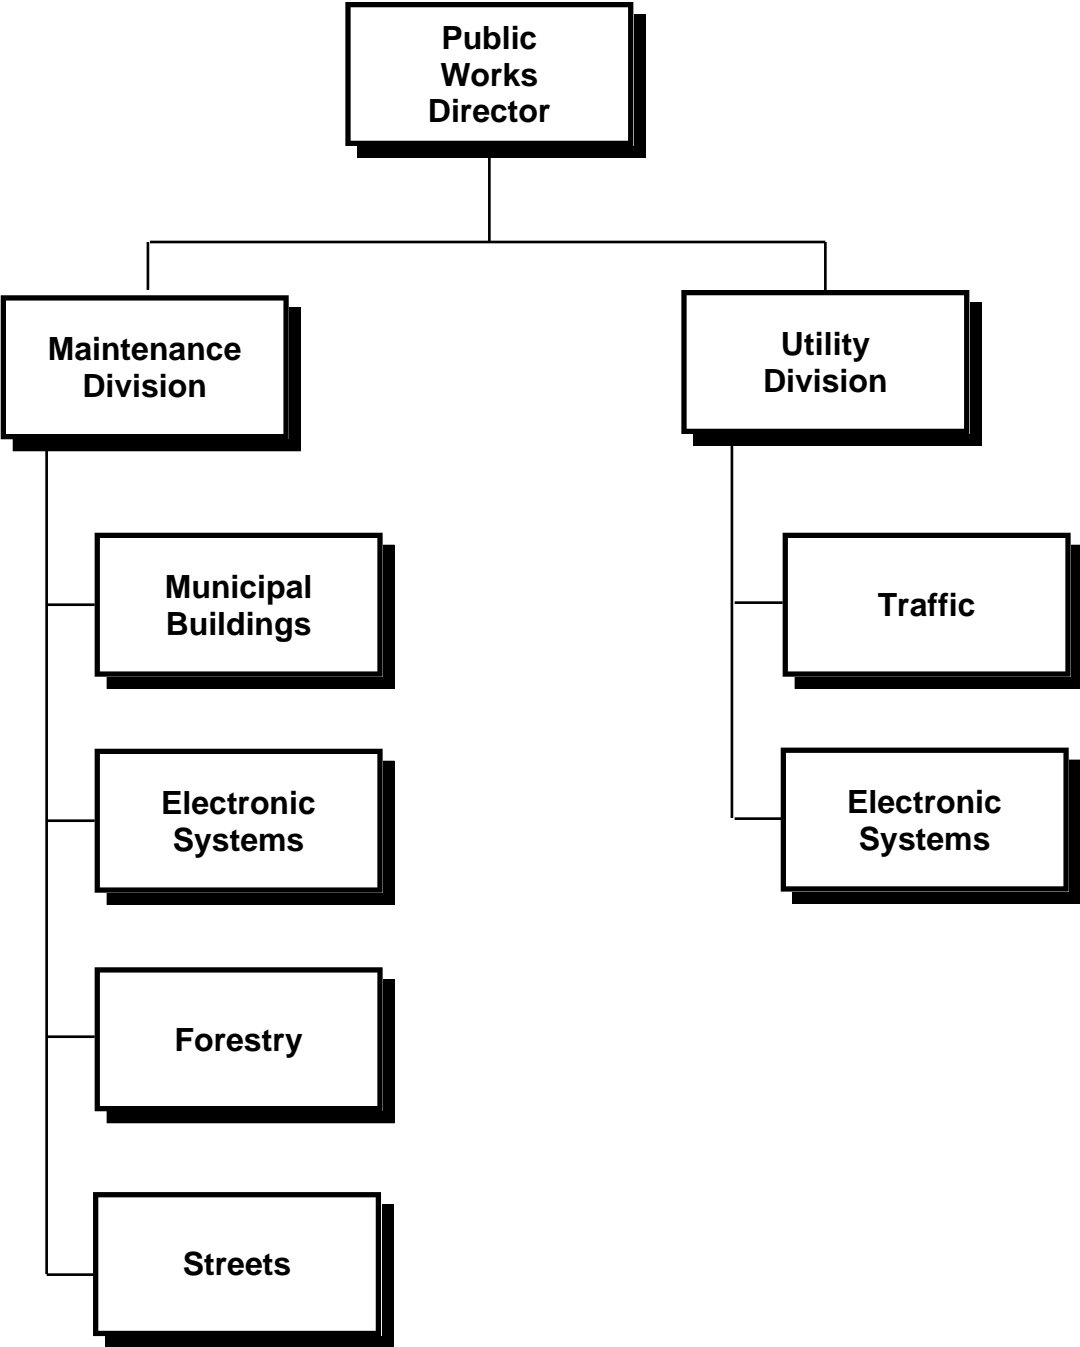 Public
Works
Director
Maintenance
Division
Utility
Division
Municipal
Buildings
Traffic
Electronic
Systems
Electronic
Systems
Forestry
Streets